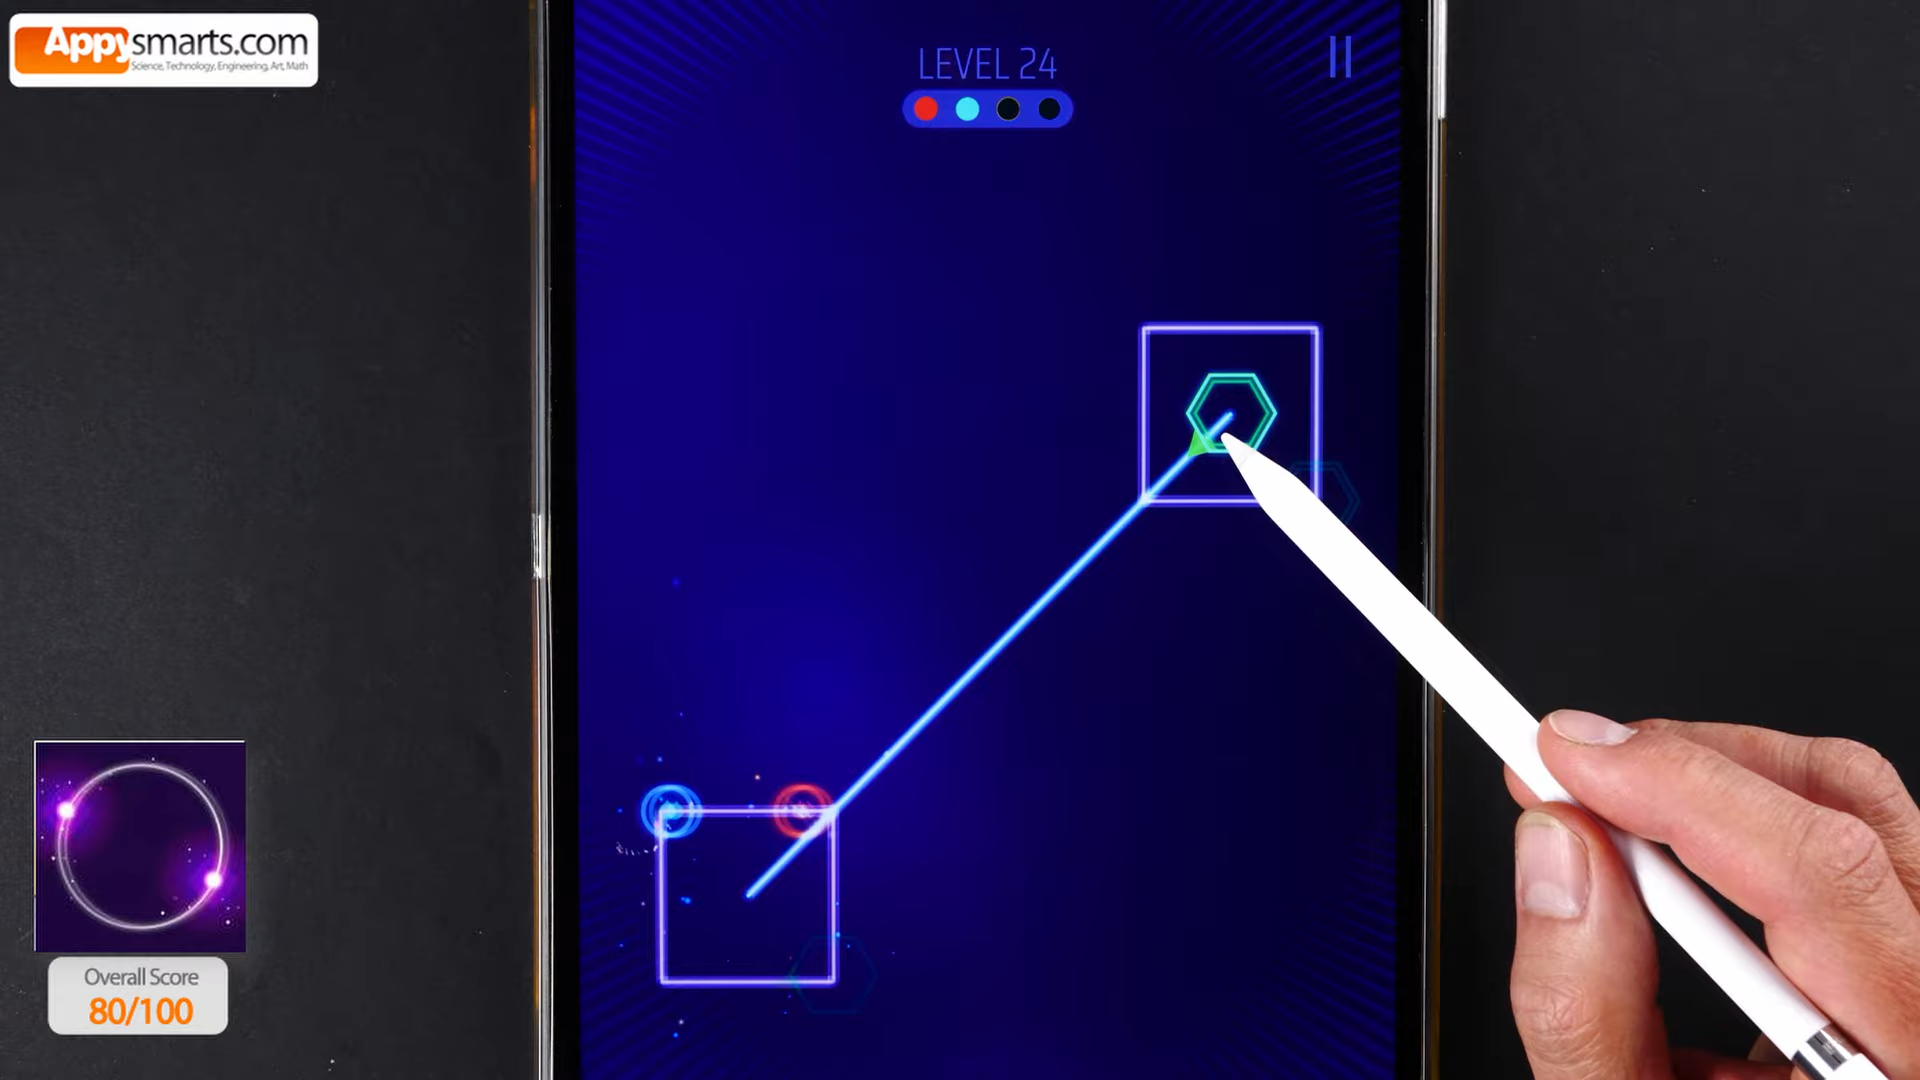 Appysmarts.com
Science, Technology, Engineering, Art, Math
LEVEL 24
Overall Score
80/100